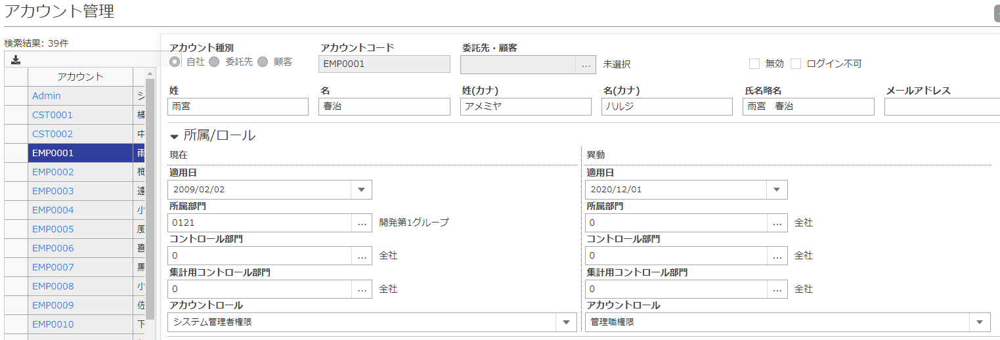 アカウント管理
検索結果: 39件
アカウント
Admin シ
CST0001 橘
CST0002 中
EMP0001 雨
EMP0002 梅
EMP0003 遠
EMP0004 小
EMP0005 風
EMP0006 喜
EMP0007 黒
EMP0008 小
EMP0009 佐
EMP0010 下
アカウント種別 アカウントコード 委託先・顧客
自社 委託先 顧客 EMP0001 ... 未選択 無効 ログイン不可
姓 名 姓(カナ) 名(カナ) 氏名略名 メールアドレス
雨宮 春治 アメミヤ ハルジ 雨宮　春治
所属/ロール
現在 異動
適用日 適用日
2009/02/02 2020/12/01
所属部門 所属部門
0121 ... 開発第1グループ 0 ... 全社
コントロール部門 コントロール部門
0 ... 全社 0 ... 全社
集計用コントロール部門 集計用コントロール部門
0 ... 全社 0 ... 全社
アカウントロール アカウントロール
システム管理者権限 管理職権限